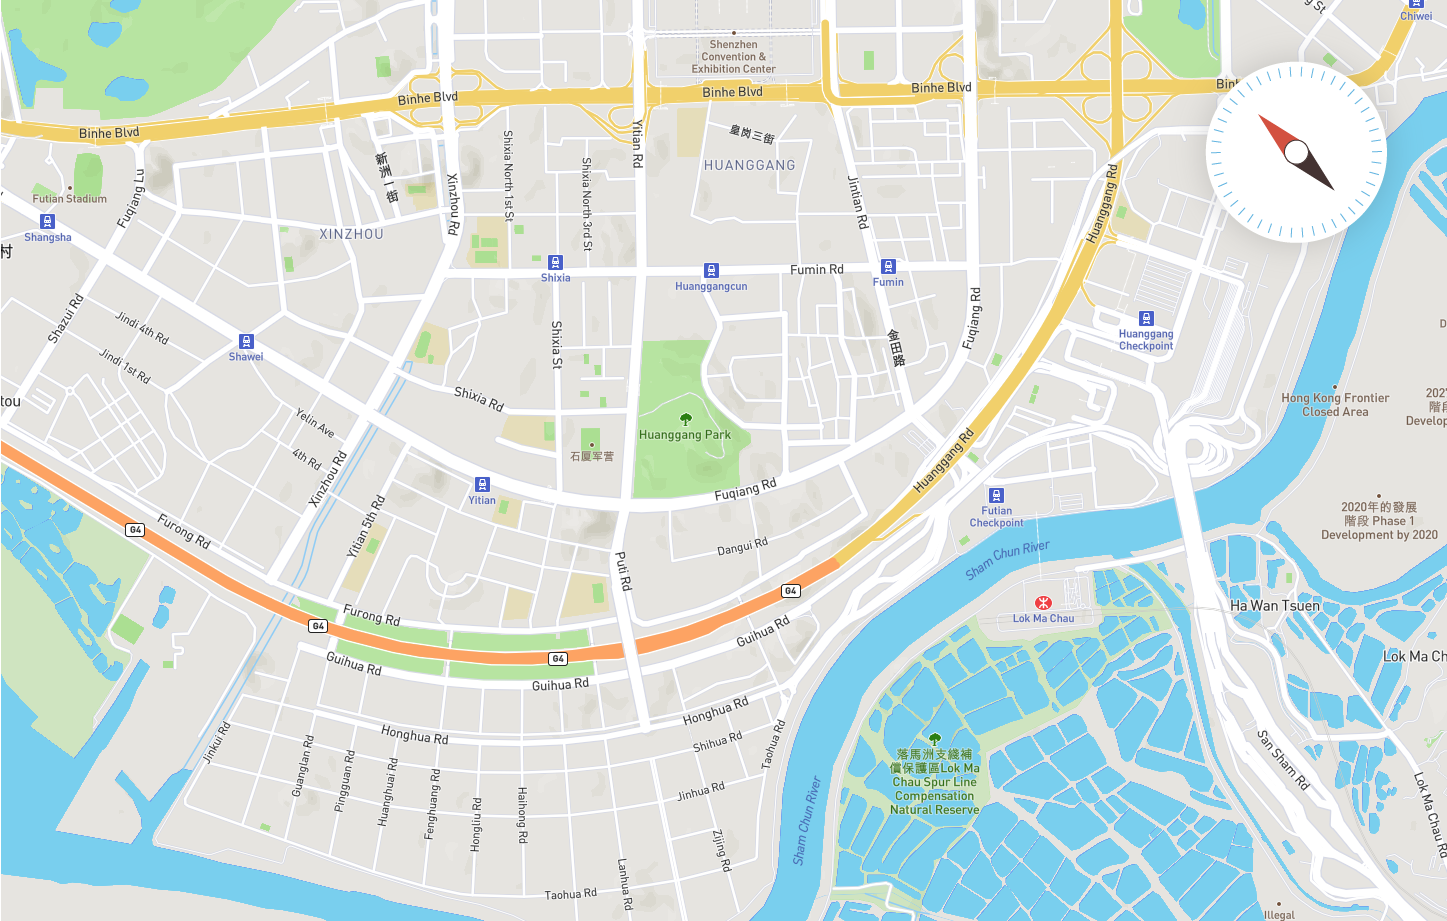 Chiwei
Shenzhen
Convention &
Exhibition Center
Binhe Blvd
Binhe Blvd
Binhe Blvd
Binhe Blvd
皇岗三街
HUANGGANG
Yitian Rd
Shixia North 1st St
Shixia North 3rd St
新洲一街
Xinzhou Rd
Fuqiang Lu
Futian Stadium
Shangsha
村
XINZHOU
Jintian Rd
Huanggang Rd
Shixia
Huanggangcun
Fumin Rd
Fumin
Fuqiang Rd
Huanggang
Checkpoint
Shazui Rd
Jindi 4th Rd
Jindi 1st Rd
Shawei
Shixia St
金田路
Shixia Rd
Yelin Ave
4th Rd
Xinzhou Rd
tou
Huanggang Park
石厦军营
Hong Kong Frontier
Closed Area
Huanggang Rd
Yitian
Fuqiang Rd
Futian
Checkpoint
2020年的發展
階段 Phase 1
Development by 2020
G4
Furong Rd
Yitian 5th Rd
Dangui Rd
Sham Chun River
Puti Rd
G4
Lok Ma Chau
Ha Wan Tsuen
G4
Furong Rd
Guihua Rd
G4
Guihua Rd
Guihua Rd
Lok Ma Ch
Honghua Rd
Honghua Rd
Jinkui Rd
Guanglan Rd
Pingguan Rd
Huanghuai Rd
Fenghuang Rd
Hongliu Rd
Haihong Rd
Shihua Rd
Jinhua Rd
Taohua Rd
Zijing Rd
Lanhua Rd
Taohua Rd
Sham Chun River
落馬洲支綫補
償保護區Lok Ma
Chau Spur Line
Compensation
Natural Reserve
San Sham Rd
Lok Ma Chau Rd
Illegal